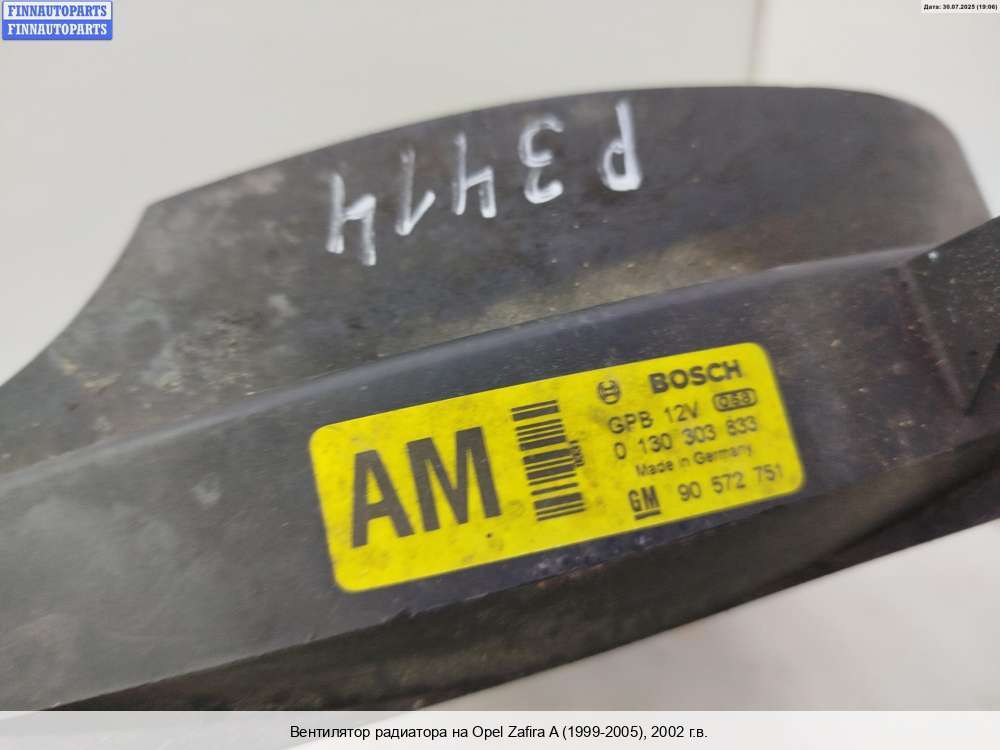 FINNAUTOPARTS
FINNAUTOPARTS
Дата: 30.07.2025 (19:06)
P3414
AM
BOSCH
GPB 12V 068
0 130 303 833
Made in Germany
GM 90 572 751
Вентилятор радиатора на Opel Zafira A (1999-2005), 2002 г.в.